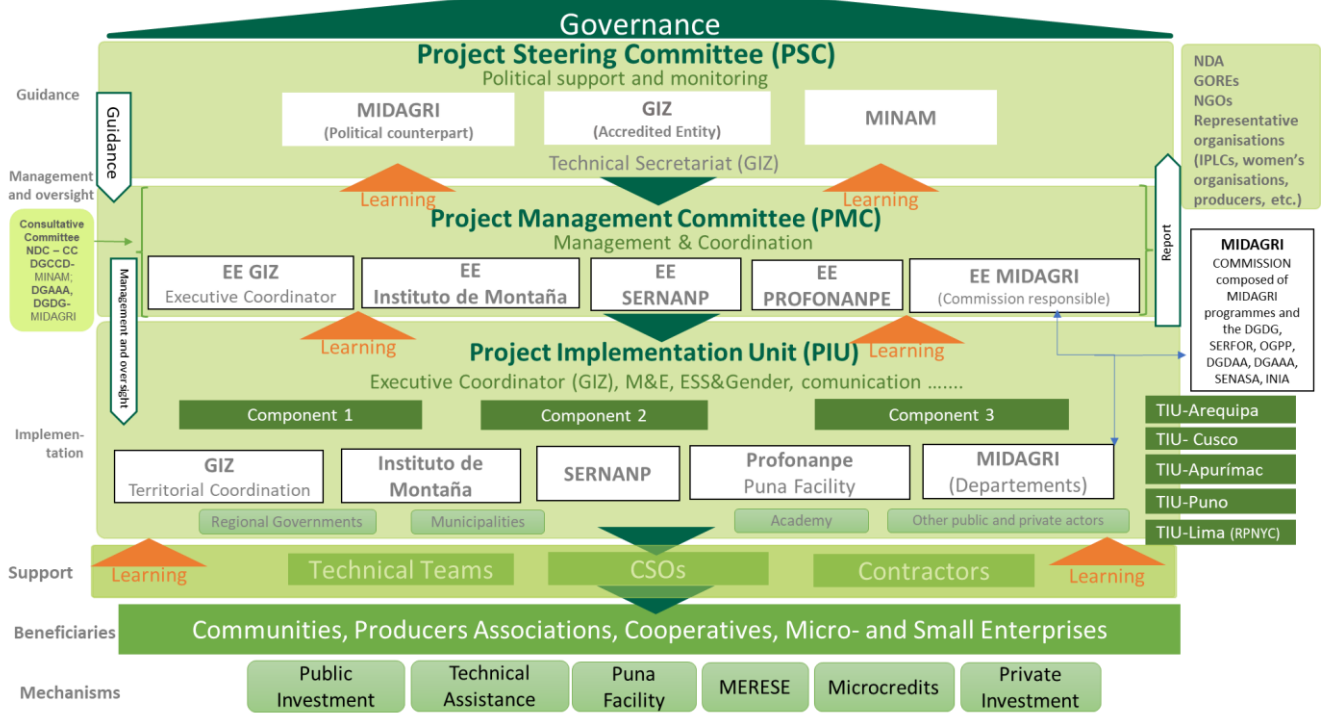 Governance
Project Steering Committee (PSC)
Political support and monitoring
Guidance
Guidance
MIDAGRI
(Political counterpart)
GIZ
(Accredited Entity)
MINAM
Technical Secretariat (GIZ)
NDA
GOREs
NGOs
Representative
organisations
(IPLCs, women's
organisations,
producers, etc.)
Management
and oversight
Learning
Learning
Project Management Committee (PMC)
Management & Coordination
Consultative
Committee
NDC – CC
DGCCD-
MINAM;
DGAAA,
DGDG-
MIDAGRI
EE GIZ
Executive Coordinator
EE
Instituto de Montaña
EE
SERNANP
EE
PROFONANPE
EE MIDAGRI
(Commission responsible)
Report
MIDAGRI
COMMISSION
composed of
MIDAGRI
programmes and
the DGDG,
SERFOR, OGPP,
DGDAA, DGAAA,
SENASA, INIA
Management and oversight
Learning
Learning
Project Implementation Unit (PIU)
Executive Coordinator (GIZ), M&E, ESS&Gender, comunication …....
Component 1
Component 2
Component 3
Implemen-
tation
GIZ
Territorial Coordination
Instituto de
Montaña
SERNANP
Profonanpe
Puna Facility
MIDAGRI
(Departements)
TIU-Arequipa
TIU- Cusco
TIU-Apurímac
TIU-Puno
TIU-Lima (RPNYC)
Regional Governments
Municipalities
Academy
Other public and private actors
Support
Learning
Technical Teams
CSOs
Contractors
Learning
Beneficiaries
Communities, Producers Associations, Cooperatives, Micro- and Small Enterprises
Mechanisms
Public
Investment
Technical
Assistance
Puna
Facility
MERESE
Microcredits
Private
Investment